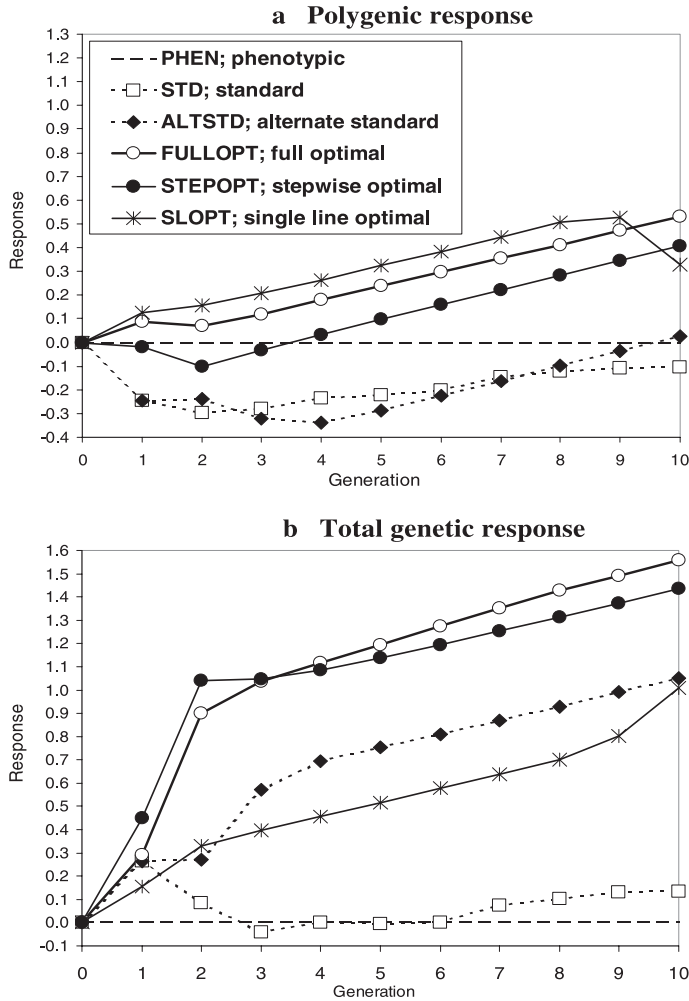 a Polygenic response
1.3
1.2
1.1
1.0
0.9
0.8
0.7
0.6
0.5
0.4
0.3
0.2
0.1
0.0
-0.1
-0.2
-0.3
-0.4
Response
PHEN; phenotypic
STD; standard
ALTSTD; alternate standard
FULLOPT; full optimal
STEPOPT; stepwise optimal
SLOPT; single line optimal
0 1 2 3 4 5 6 7 8 9 10
Generation
b Total genetic response
1.6
1.5
1.4
1.3
1.2
1.1
1.0
0.9
0.8
0.7
0.6
0.5
0.4
0.3
0.2
0.1
0.0
-0.1
Response
0 1 2 3 4 5 6 7 8 9 10
Generation